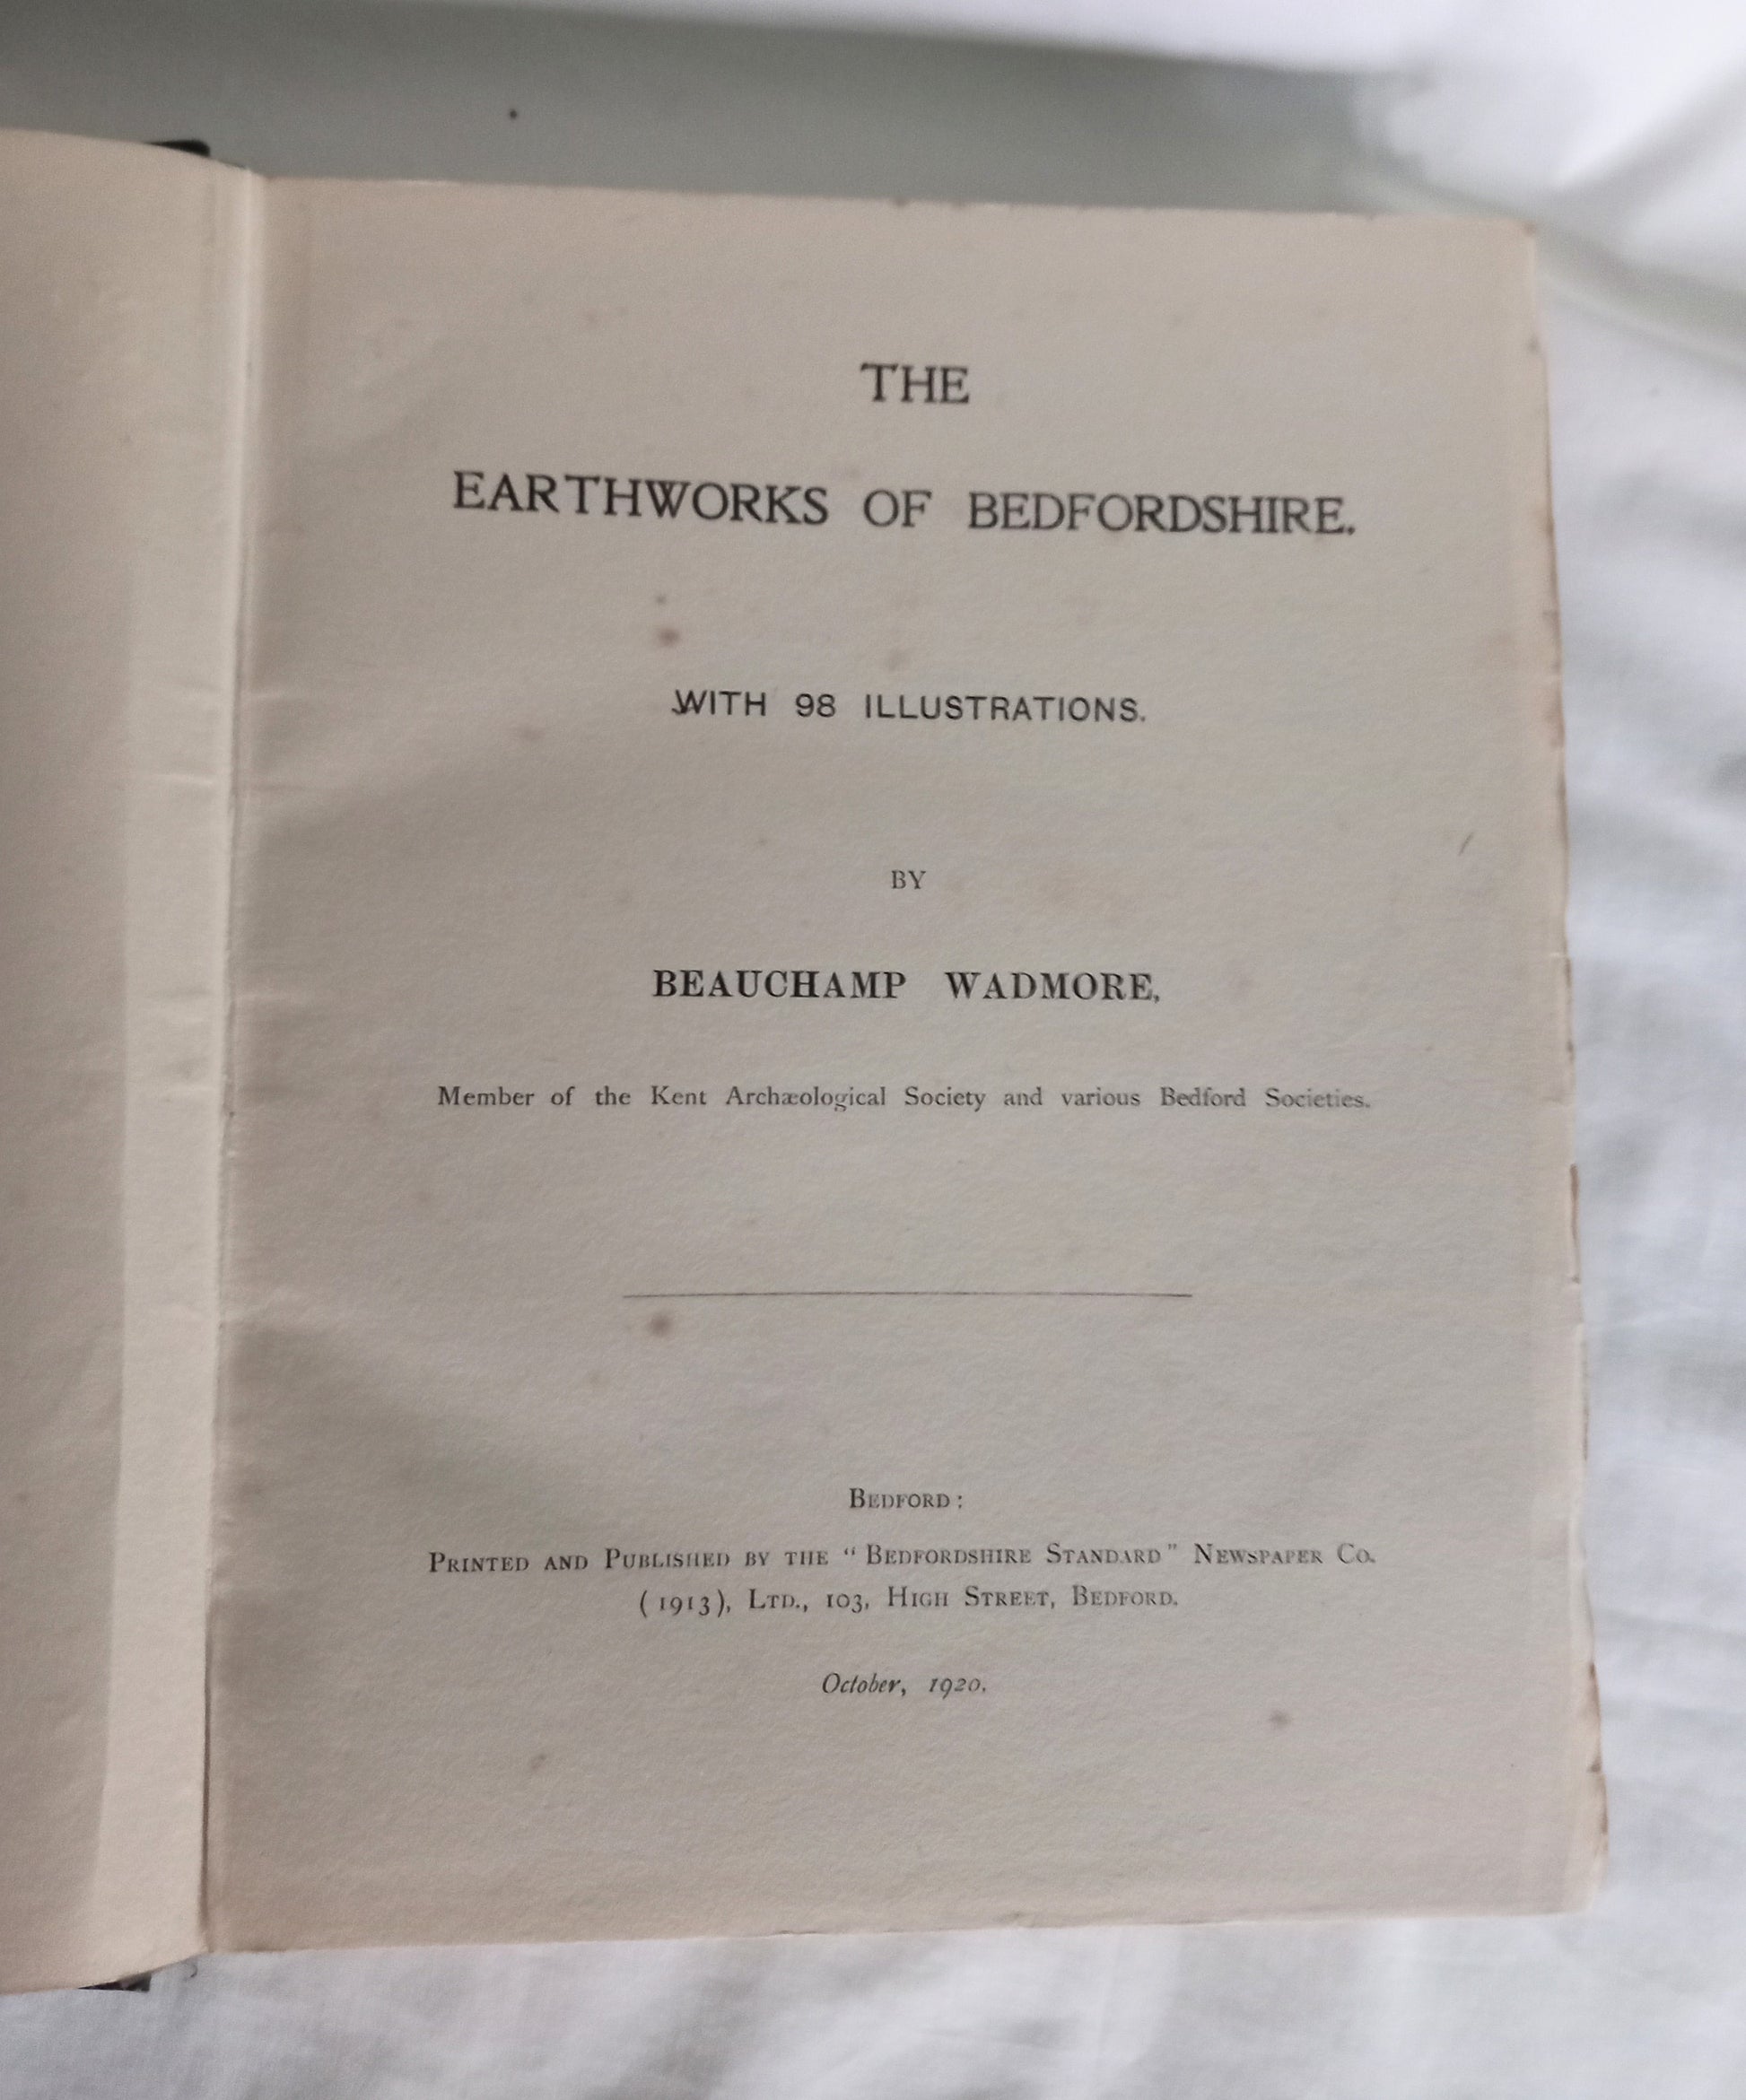 THE
EARTHWORKS OF BEDFORDSHIRE.
WITH 98 ILLUSTRATIONS.
BY
BEAUCHAMP WADMORE,
Member of the Kent Archæological Society and various Bedford Societies.
BEDFORD:
PRINTED AND PUBLISHED BY THE "BEDFORDSHIRE STANDARD" NEWSPAPER CO.
(1913), LTD., 103, HIGH STREET, BEDFORD.
October, 1920.